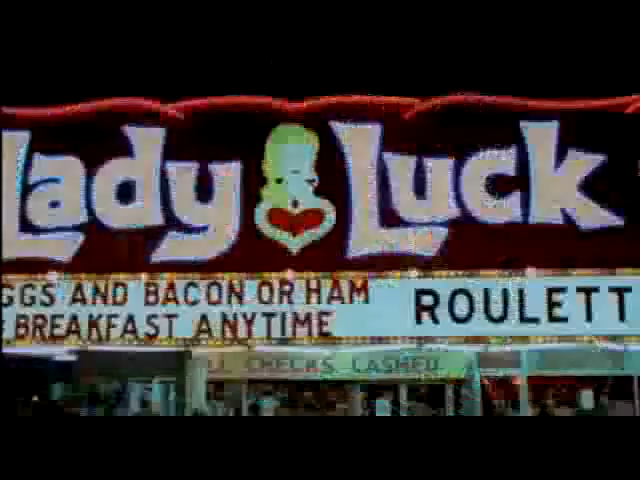 Lady Luck
GGS AND BACON OR HAM
BREAKFAST ANYTIME
ROULETT
CHECKS CASHED